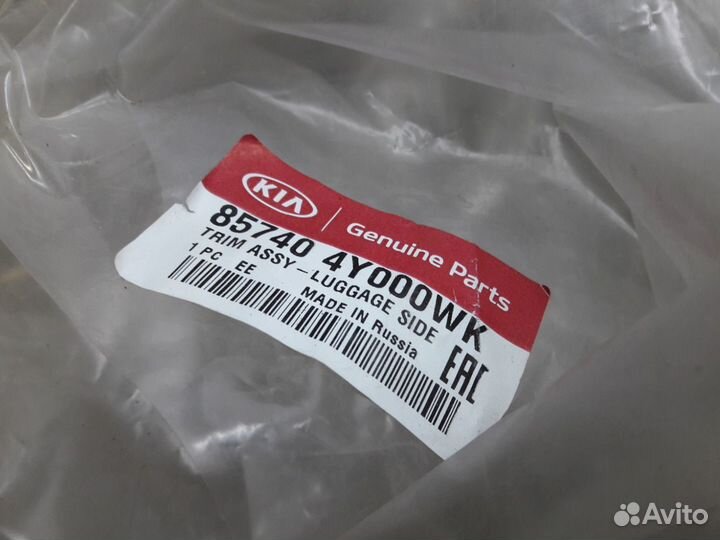 KIA
Genuine Parts
85740 4Y000WK
TRIM ASSY-LUGGAGE SIDE
1 PC EE
MADE IN Russia
EAC
Avito